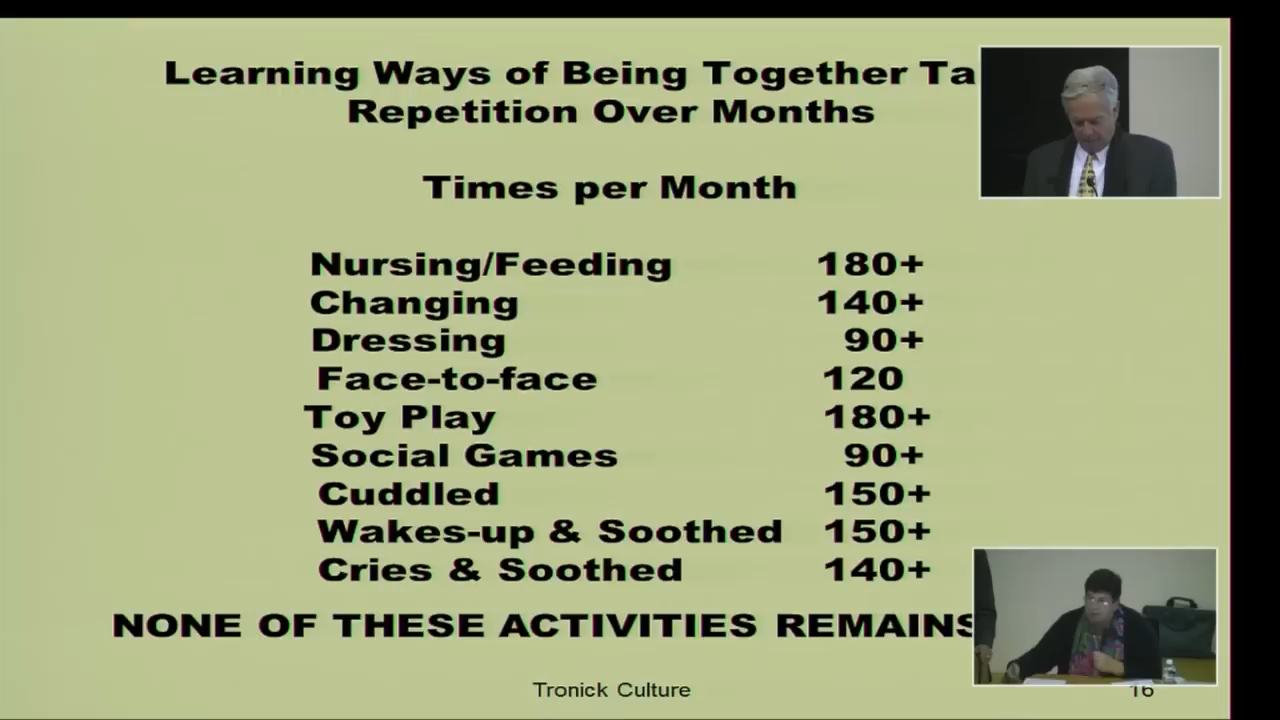 Learning Ways of Being Together Ta
Repetition Over Months
Times per Month
Nursing/Feeding 180+
Changing 140+
Dressing 90+
Face-to-face 120
Toy Play 180+
Social Games 90+
Cuddled 150+
Wakes-up & Soothed 150+
Cries & Soothed 140+
NONE OF THESE ACTIVITIES REMAINS
Tronick Culture 16